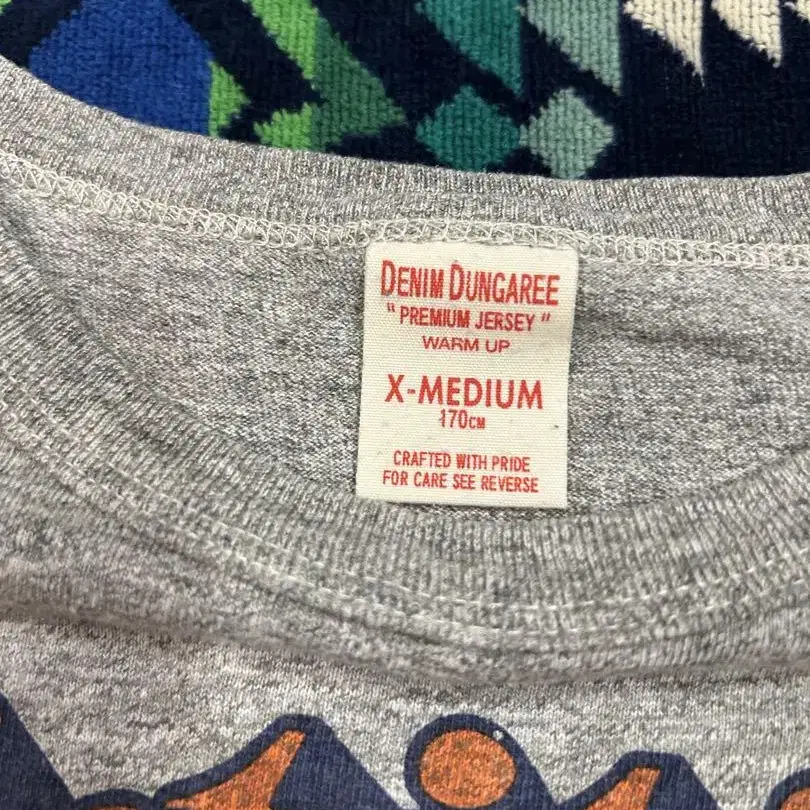 DENIM DUNGAREE
" PREMIUM JERSEY "
WARM UP
X-MEDIUM
170CM
CRAFTED WITH PRIDE
FOR CARE SEE REVERSE